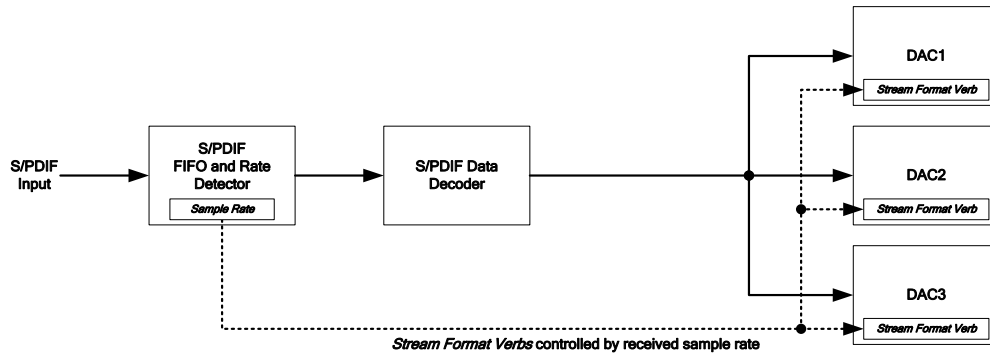 S/PDIF
Input
S/PDIF
FIFO and Rate
Detector
Sample Rate
S/PDIF Data
Decoder
DAC1
Stream Format Verb
DAC2
Stream Format Verb
DAC3
Stream Format Verb
Stream Format Verbs controlled by received sample rate